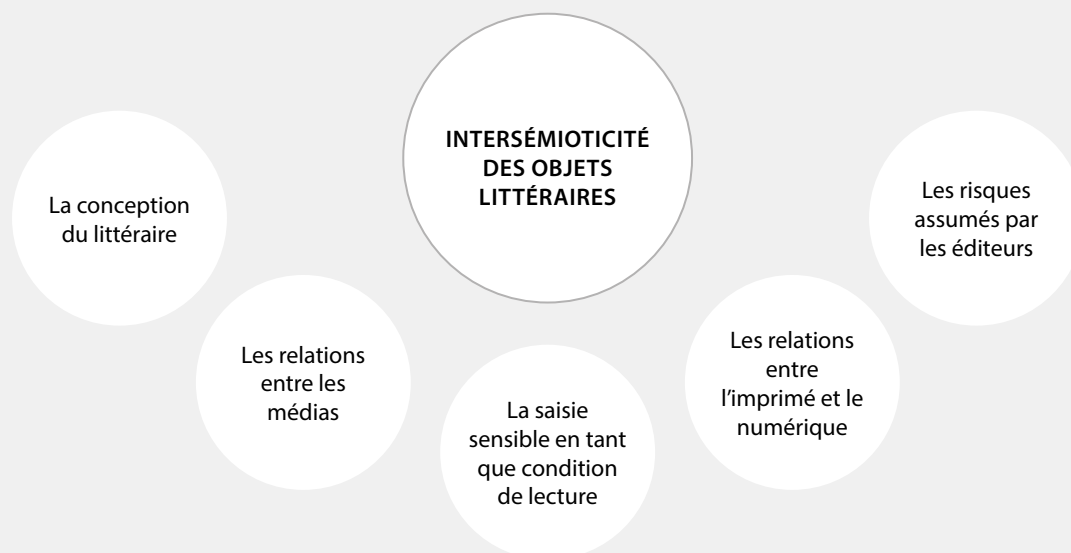 INTERSÉMIOTICITÉ
DES OBJETS
LITTÉRAIRES
La conception
du littéraire
Les relations
entre les
médias
La saisie
sensible en tant
que condition
de lecture
Les relations
entre
l’imprimé et le
numérique
Les risques
assumés par
les éditeurs